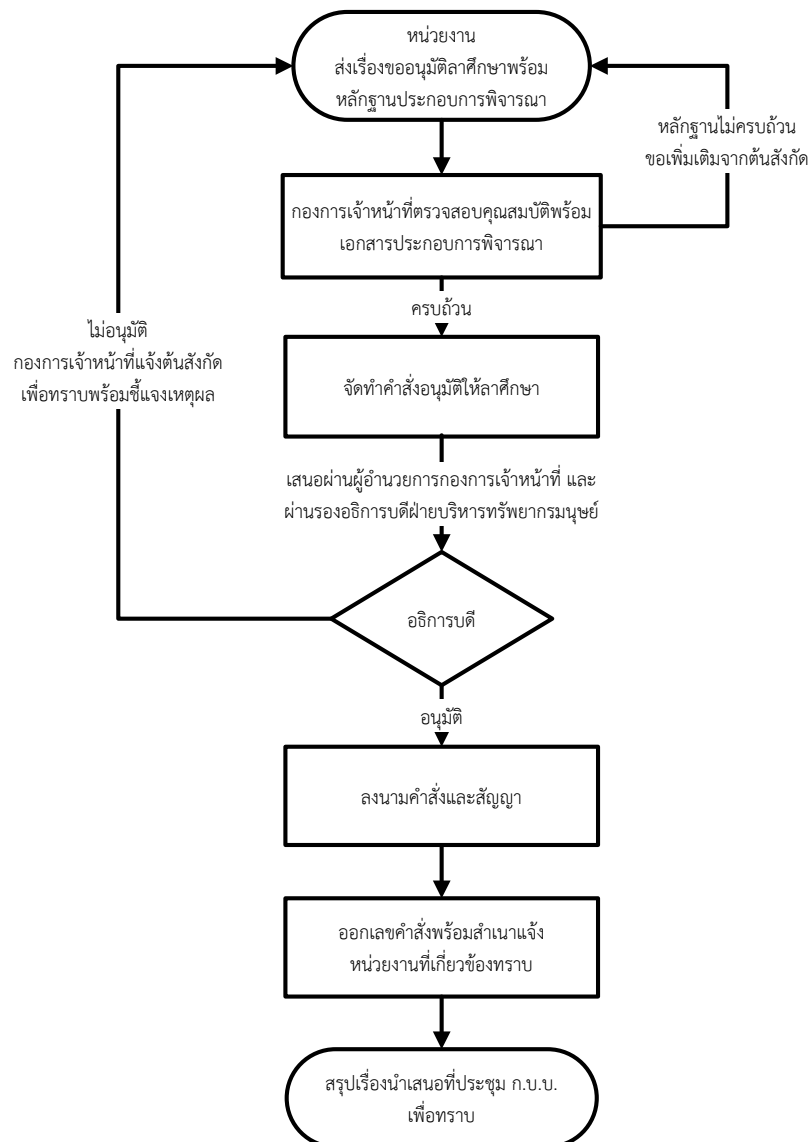 หน่วยงาน
ส่งเรื่องขออนุมัติลาศึกษาพร้อม
หลักฐานประกอบการพิจารณา
หลักฐานไม่ครบถ้วน
ขอเพิ่มเติมจากต้นสังกัด
กองการเจ้าหน้าที่ตรวจสอบคุณสมบัติพร้อม
เอกสารประกอบการพิจารณา
ครบถ้วน
ไม่อนุมัติ
กองการเจ้าหน้าที่แจ้งต้นสังกัด
เพื่อทราบพร้อมชี้แจงเหตุผล
จัดทำคำสั่งอนุมัติให้ลาศึกษา
เสนอผ่านผู้อำนวยการกองการเจ้าหน้าที่ และ
ผ่านรองอธิการบดีฝ่ายบริหารทรัพยากรมนุษย์
อธิการบดี
อนุมัติ
ลงนามคำสั่งและสัญญา
ออกเลขคำสั่งพร้อมสำเนาแจ้ง
หน่วยงานที่เกี่ยวข้องทราบ
สรุปเรื่องนำเสนอที่ประชุม ก.บ.บ.
เพื่อทราบ